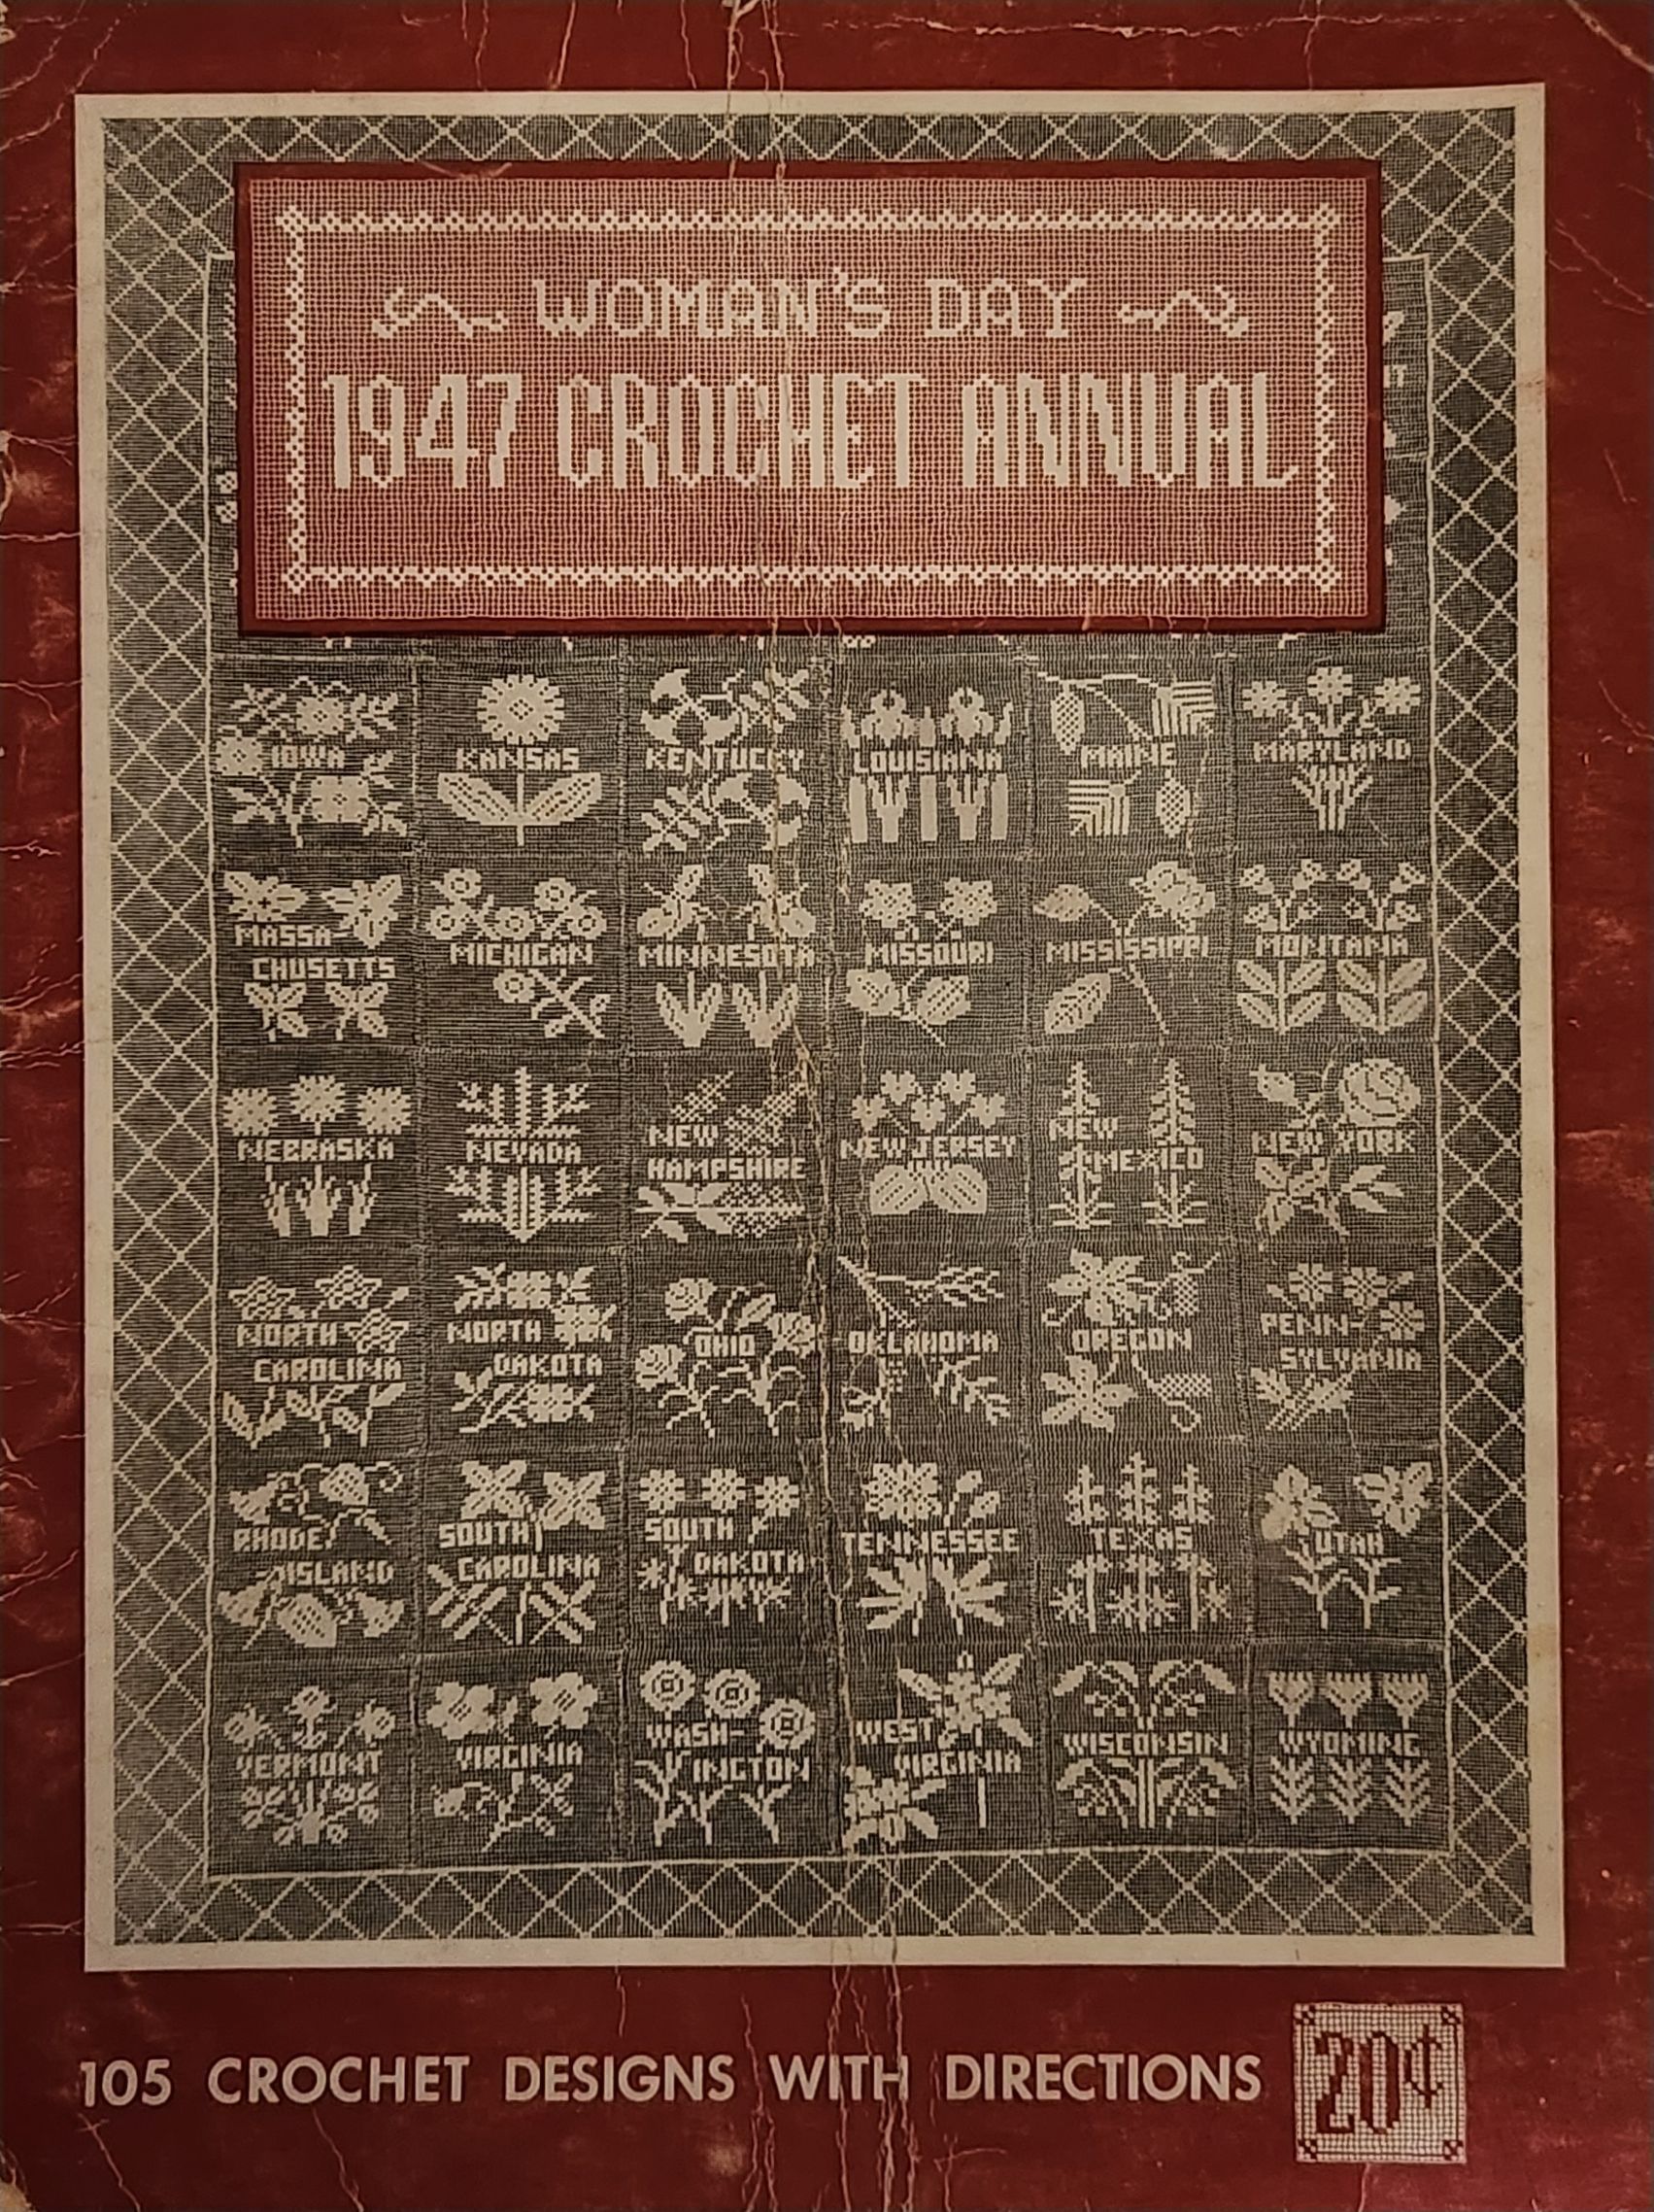 WOMAN'S DAY
1947 CROCHET ANNUAL
IOWA
KANSAS
KENTUCKY
LOUISIANA
MAINE
MARYLAND
MASSA
CHUSETTS
MICHIGAN
MINNESOTA
MISSOURI
MISSISSIPPI
MONTANA
NEBRASKA
NEVADA
NEW
HAMPSHIRE
NEW JERSEY
NEW
MEXICO
NEW YORK
NORTH
CAROLINA
NORTH
DAKOTA
OHIO
OKLAHOMA
OREGON
PENN-
SYLVANIA
RHODE
ISLAND
SOUTH
CAROLINA
SOUTH
DAKOTA
TENNESSEE
TEXAS
UTAH
VERMONT
VIRGINIA
WASH-
INGTON
WEST
VIRGINIA
WISCONSIN
WYOMING
105 CROCHET DESIGNS WITH DIRECTIONS
20¢